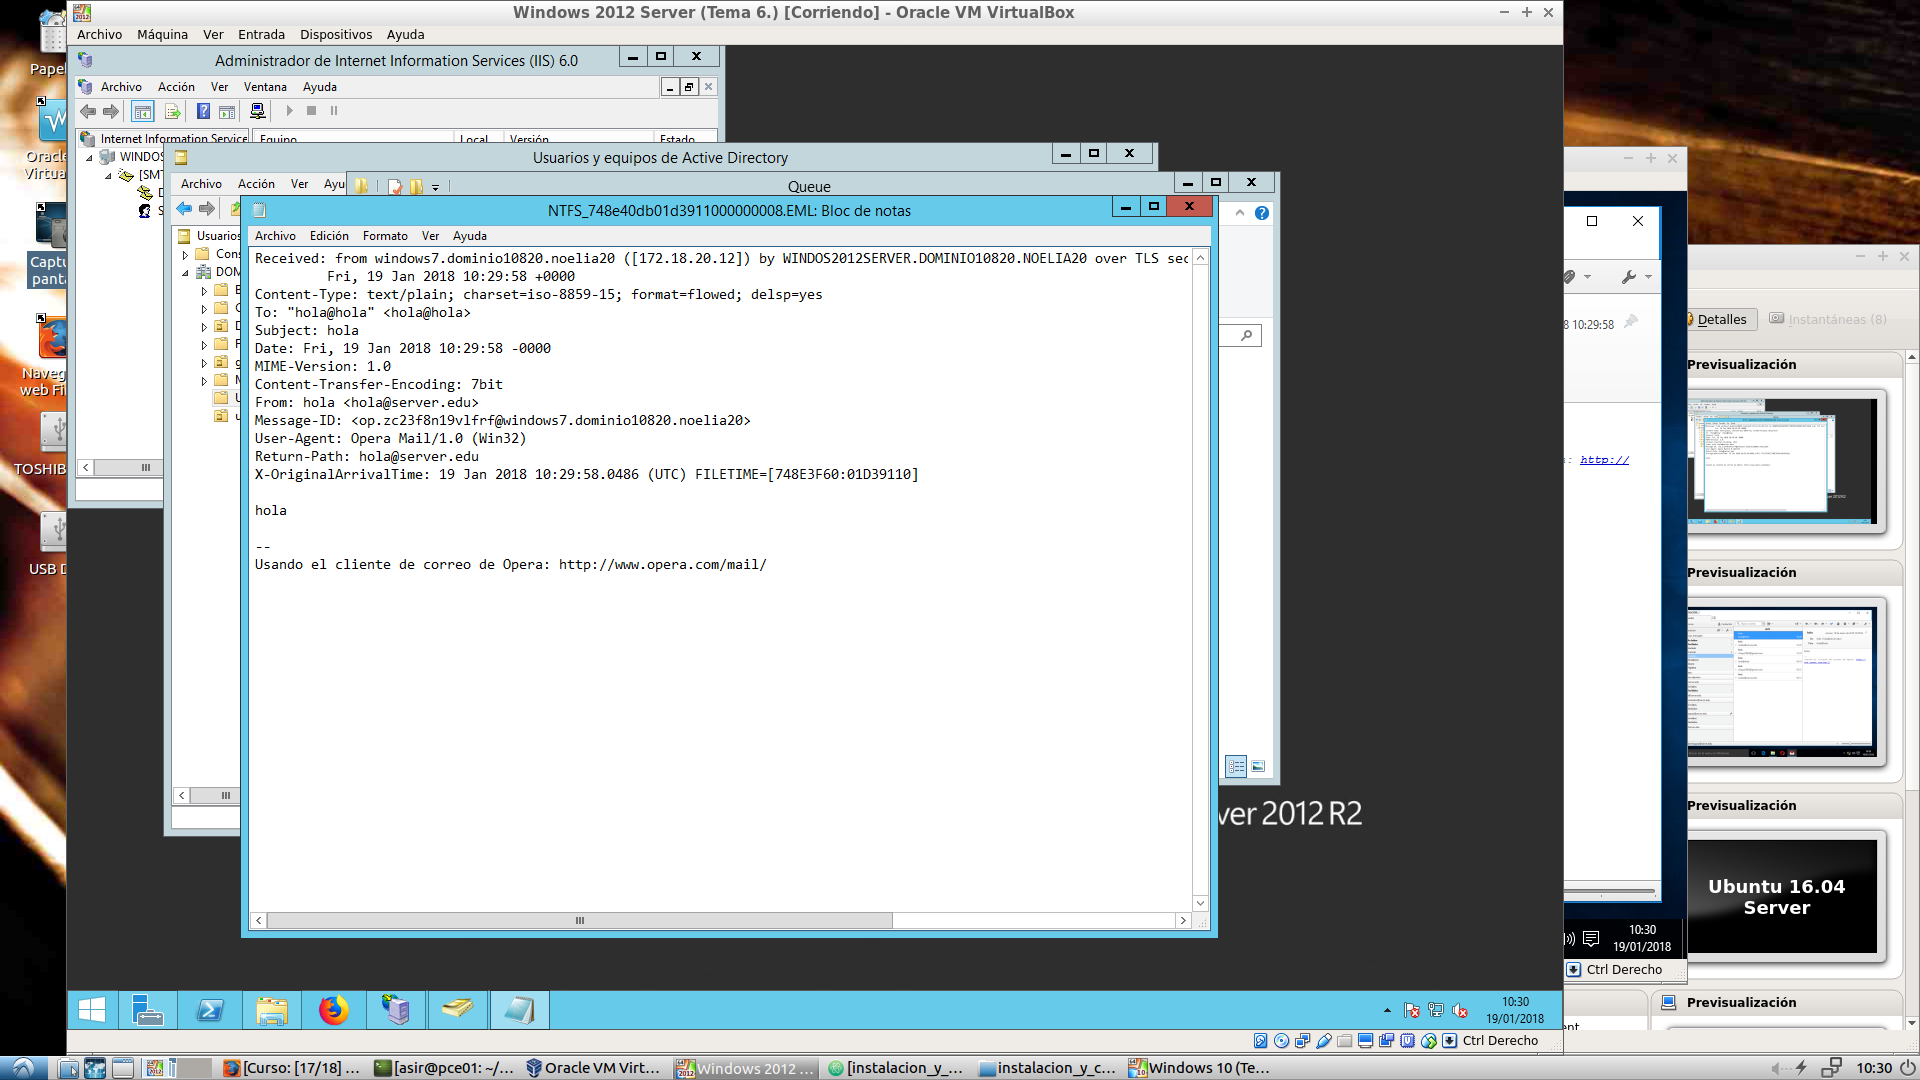 Windows 2012 Server (Tema 6.) [Corriendo] - Oracle VM VirtualBox
Archivo Máquina Ver Entrada Dispositivos Ayuda
Administrador de Internet Information Services (IIS) 6.0
Archivo Acción Ver Ventana Ayuda
Internet Information Service
Equipo Local Versión Estado
WINDOS
[SMT
Usuarios y equipos de Active Directory
Archivo Acción Ver Ayu
Queue
Usuarios
Cons
DOM
NTFS_748e40db01d3911000000008.EML: Bloc de notas
Archivo Edición Formato Ver Ayuda
Received: from windows7.dominio10820.noelia20 ([172.18.20.12]) by WINDOS2012SERVER.DOMINIO10820.NOELIA20 over TLS sec
Fri, 19 Jan 2018 10:29:58 +0000
Content-Type: text/plain; charset=iso-8859-15; format=flowed; delsp=yes
To: "hola@hola" <hola@hola>
Subject: hola
Date: Fri, 19 Jan 2018 10:29:58 -0000
MIME-Version: 1.0
Content-Transfer-Encoding: 7bit
From: hola <hola@server.edu>
Message-ID: <op.zc23f8n19vlfrf@windows7.dominio10820.noelia20>
User-Agent: Opera Mail/1.0 (Win32)
Return-Path: hola@server.edu
X-OriginalArrivalTime: 19 Jan 2018 10:29:58.0486 (UTC) FILETIME=[748E3F60:01D39110]
hola
--
Usando el cliente de correo de Opera: http://www.opera.com/mail/
ver 2012 R2
10:30
19/01/2018
Ctrl Derecho
8 10:29:58
: http://
10:30
19/01/2018
Ctrl Derecho
Detalles
Instantáneas (8)
Previsualización
Previsualización
Previsualización
Ubuntu 16.04
Server
Previsualización
Papel
Oracle
Virtua
Captu
panta
Naveg
web Fi
TOSHIB
USB D
[Curso: [17/18] ...
[asir@pce01: ~/...
Oracle VM Virt...
Windows 2012 ...
[instalacion_y_...
instalacion_y_c...
Windows 10 (Te...
10:30